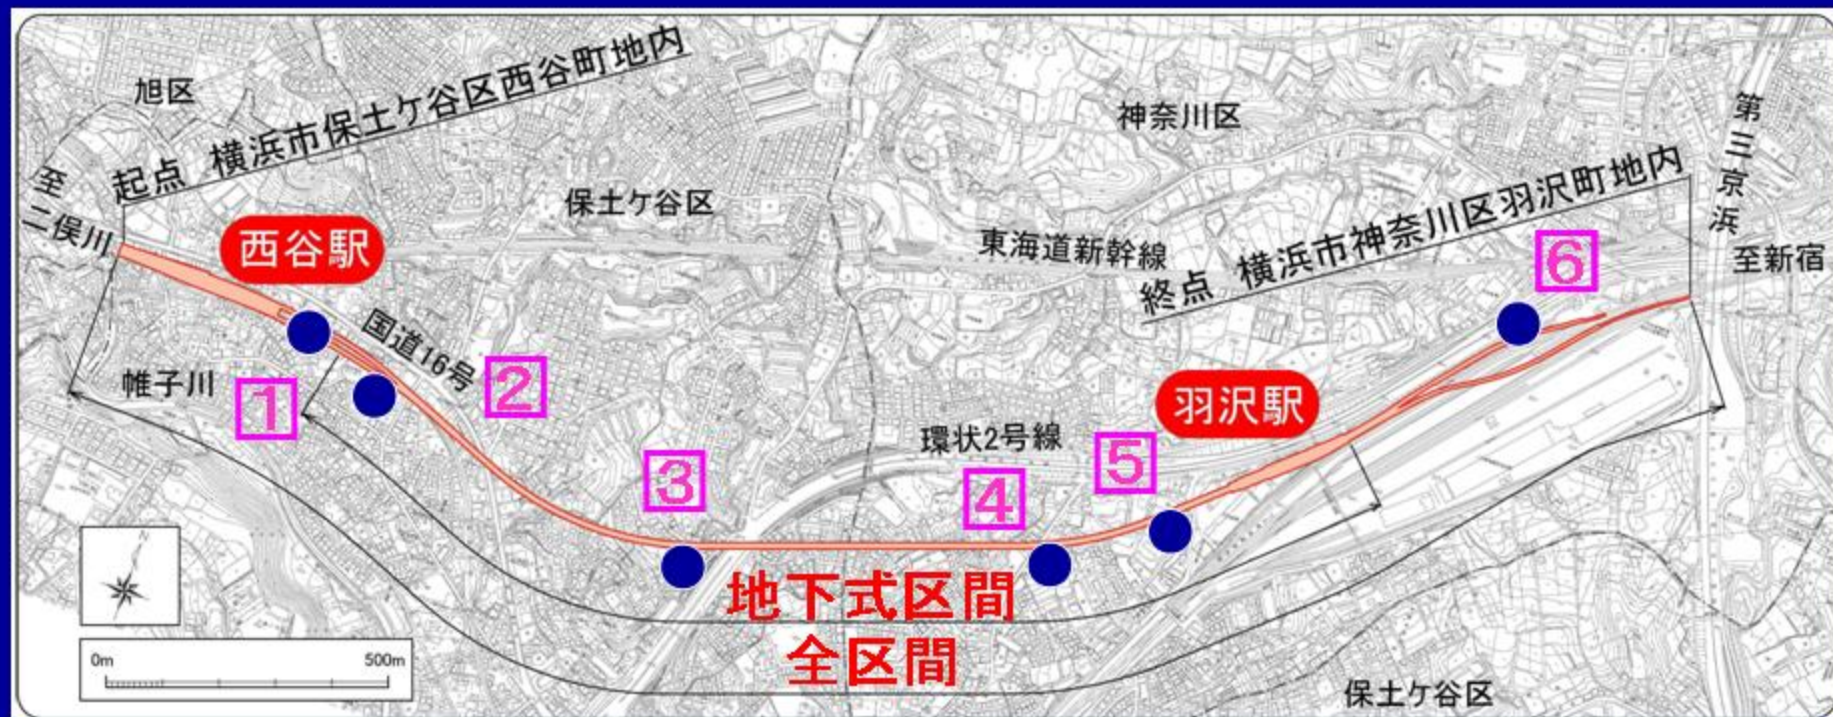 旭区
起点 横浜市保土ケ谷区西谷町地内
至二俣川
西谷駅
保土ケ谷区
神奈川区
東海道新幹線
終点 横浜市神奈川区羽沢町地内
第三京浜
至新宿
国道16号
帷子川
1
2
3
環状2号線
4
5
羽沢駅
6
地下式区間
全区間
N
0m
500m
保土ケ谷区